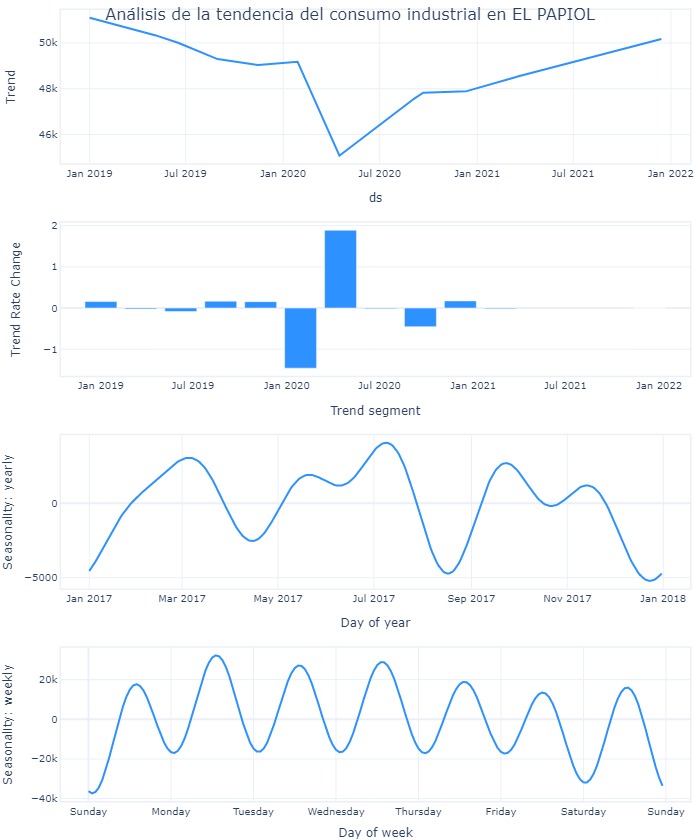 Análisis de la tendencia del consumo industrial en EL PAPIOL
Trend
50k
48k
46k
Jan 2019 Jul 2019 Jan 2020 Jul 2020 Jan 2021 Jul 2021 Jan 2022
ds
Trend Rate Change
2
1
0
−1
Jan 2019 Jul 2019 Jan 2020 Jul 2020 Jan 2021 Jul 2021 Jan 2022
Trend segment
Seasonality: yearly
0
−5000
Jan 2017 Mar 2017 May 2017 Jul 2017 Sep 2017 Nov 2017 Jan 2018
Day of year
Seasonality: weekly
20k
0
−20k
−40k
Sunday Monday Tuesday Wednesday Thursday Friday Saturday Sunday
Day of week